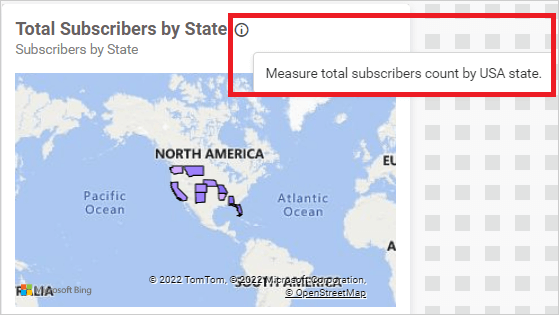 Total Subscribers by State
Subscribers by State
Measure total subscribers count by USA state.
NORTH AMERICA
EU
Pacific
Ocean
Atlantic
Ocean
AF
© 2022 TomTom, © 2022 Microsoft Corporation,
SOUTH AMERICA
Microsoft Bing
© OpenStreetMap